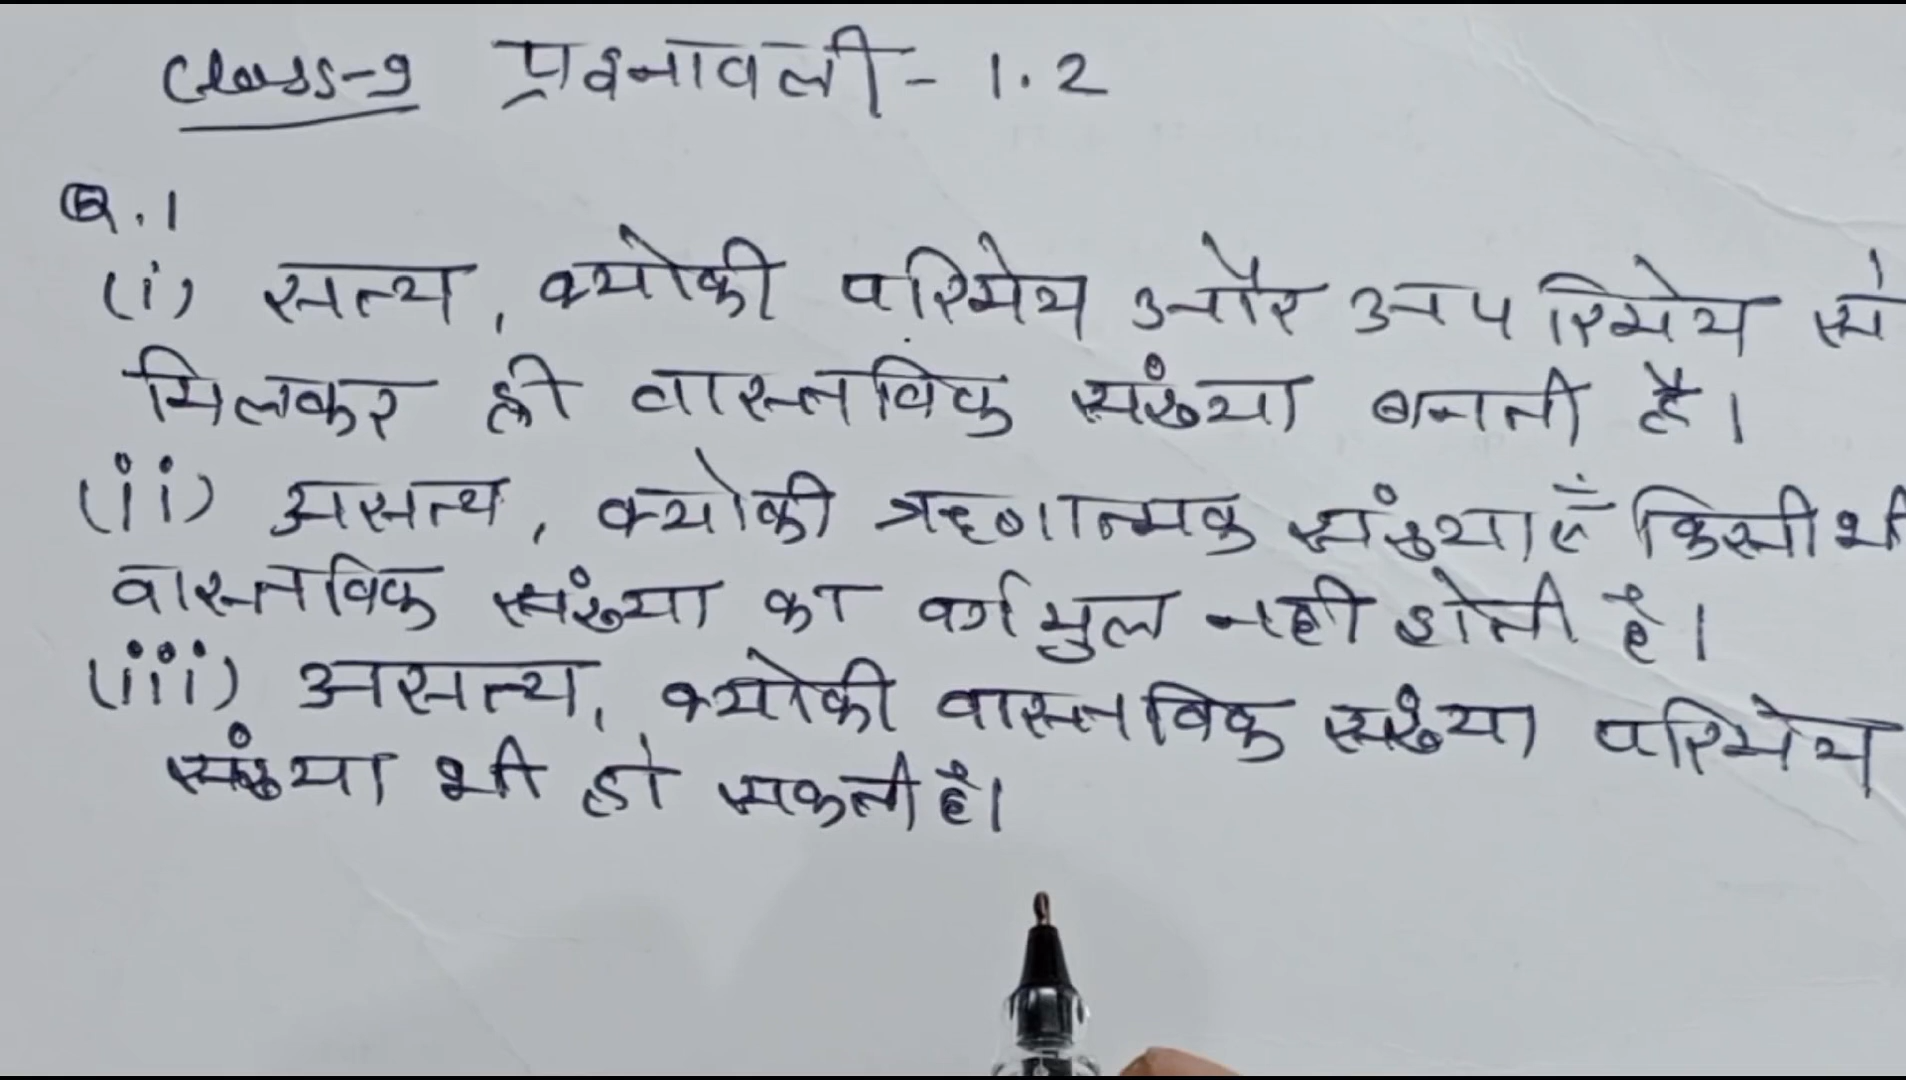 Class-9 प्रश्नावली - 1.2
Q.1
(i) सत्य, क्योकी परिमेय और अपरिमेय से
मिलकर ही वास्तविक संख्या बनती है।
(ii) असत्य, क्योकी ऋणात्मक संख्याएँ किसी भी
वास्तविक संख्या का वर्गमुल नही होती है।
(iii) असत्य, क्योकी वास्तविक संख्या परिमेय
संख्या भी हो सकती है।